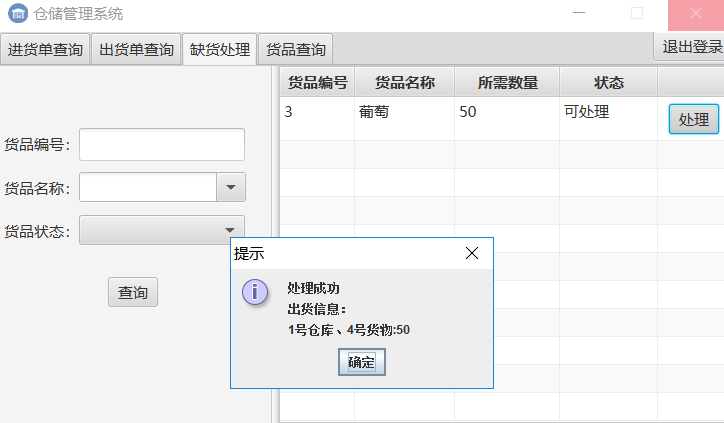 仓储管理系统
进货单查询 出货单查询 缺货处理 货品查询 退出登录
货品编号 货品名称 所需数量 状态
3 葡萄 50 可处理 处理
货品编号：
货品名称：
货品状态：
查询
提示
处理成功
出货信息：
1号仓库、4号货物:50
确定